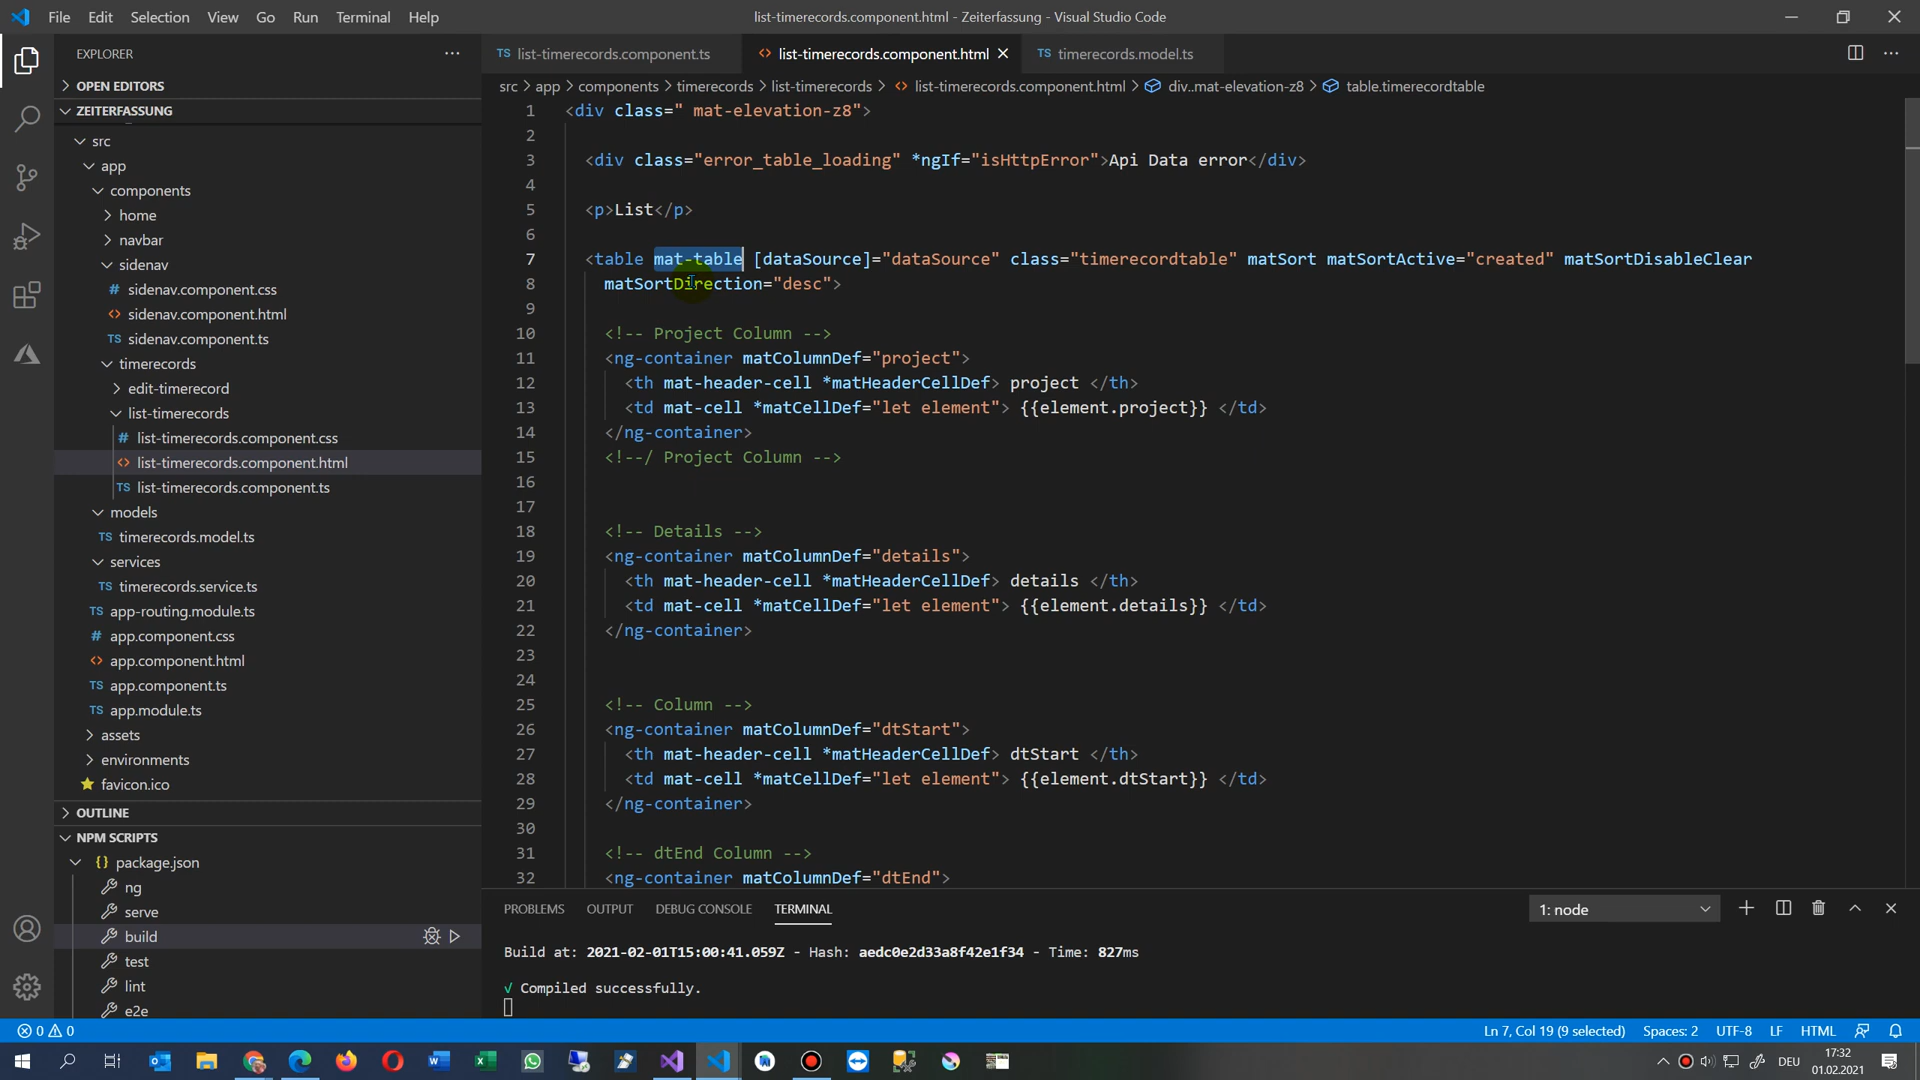 File Edit Selection View Go Run Terminal Help
list-timerecords.component.html - Zeiterfassung - Visual Studio Code
EXPLORER
OPEN EDITORS
ZEITERFASSUNG
src
app
components
home
navbar
sidenav
# sidenav.component.css
<> sidenav.component.html
TS sidenav.component.ts
timerecords
edit-timerecord
list-timerecords
# list-timerecords.component.css
<> list-timerecords.component.html
TS list-timerecords.component.ts
models
TS timerecords.model.ts
services
TS timerecords.service.ts
TS app-routing.module.ts
# app.component.css
<> app.component.html
TS app.component.ts
TS app.module.ts
assets
environments
favicon.ico
OUTLINE
NPM SCRIPTS
{} package.json
ng
serve
build
test
lint
e2e
TS list-timerecords.component.ts
<> list-timerecords.component.html
TS timerecords.model.ts
src > app > components > timerecords > list-timerecords > <> list-timerecords.component.html > div..mat-elevation-z8 > table.timerecordtable
1 <div class=" mat-elevation-z8">
2
3 <div class="error_table_loading" *ngIf="isHttpError">Api Data error</div>
4
5 <p>List</p>
6
7 <table mat-table [dataSource]="dataSource" class="timerecordtable" matSort matSortActive="created" matSortDisableClear
8 matSortDirection="desc">
9
10 <!-- Project Column -->
11 <ng-container matColumnDef="project">
12 <th mat-header-cell *matHeaderCellDef> project </th>
13 <td mat-cell *matCellDef="let element"> {{element.project}} </td>
14 </ng-container>
15 <!--/ Project Column -->
16
17
18 <!-- Details -->
19 <ng-container matColumnDef="details">
20 <th mat-header-cell *matHeaderCellDef> details </th>
21 <td mat-cell *matCellDef="let element"> {{element.details}} </td>
22 </ng-container>
23
24
25 <!-- Column -->
26 <ng-container matColumnDef="dtStart">
27 <th mat-header-cell *matHeaderCellDef> dtStart </th>
28 <td mat-cell *matCellDef="let element"> {{element.dtStart}} </td>
29 </ng-container>
30
31 <!-- dtEnd Column -->
32 <ng-container matColumnDef="dtEnd">
PROBLEMS OUTPUT DEBUG CONSOLE TERMINAL
1: node
Build at: 2021-02-01T15:00:41.059Z - Hash: aedc0e2d33a8f42e1f34 - Time: 827ms
√ Compiled successfully.
0 0
Ln 7, Col 19 (9 selected) Spaces: 2 UTF-8 LF HTML
DEU
17:32
01.02.2021